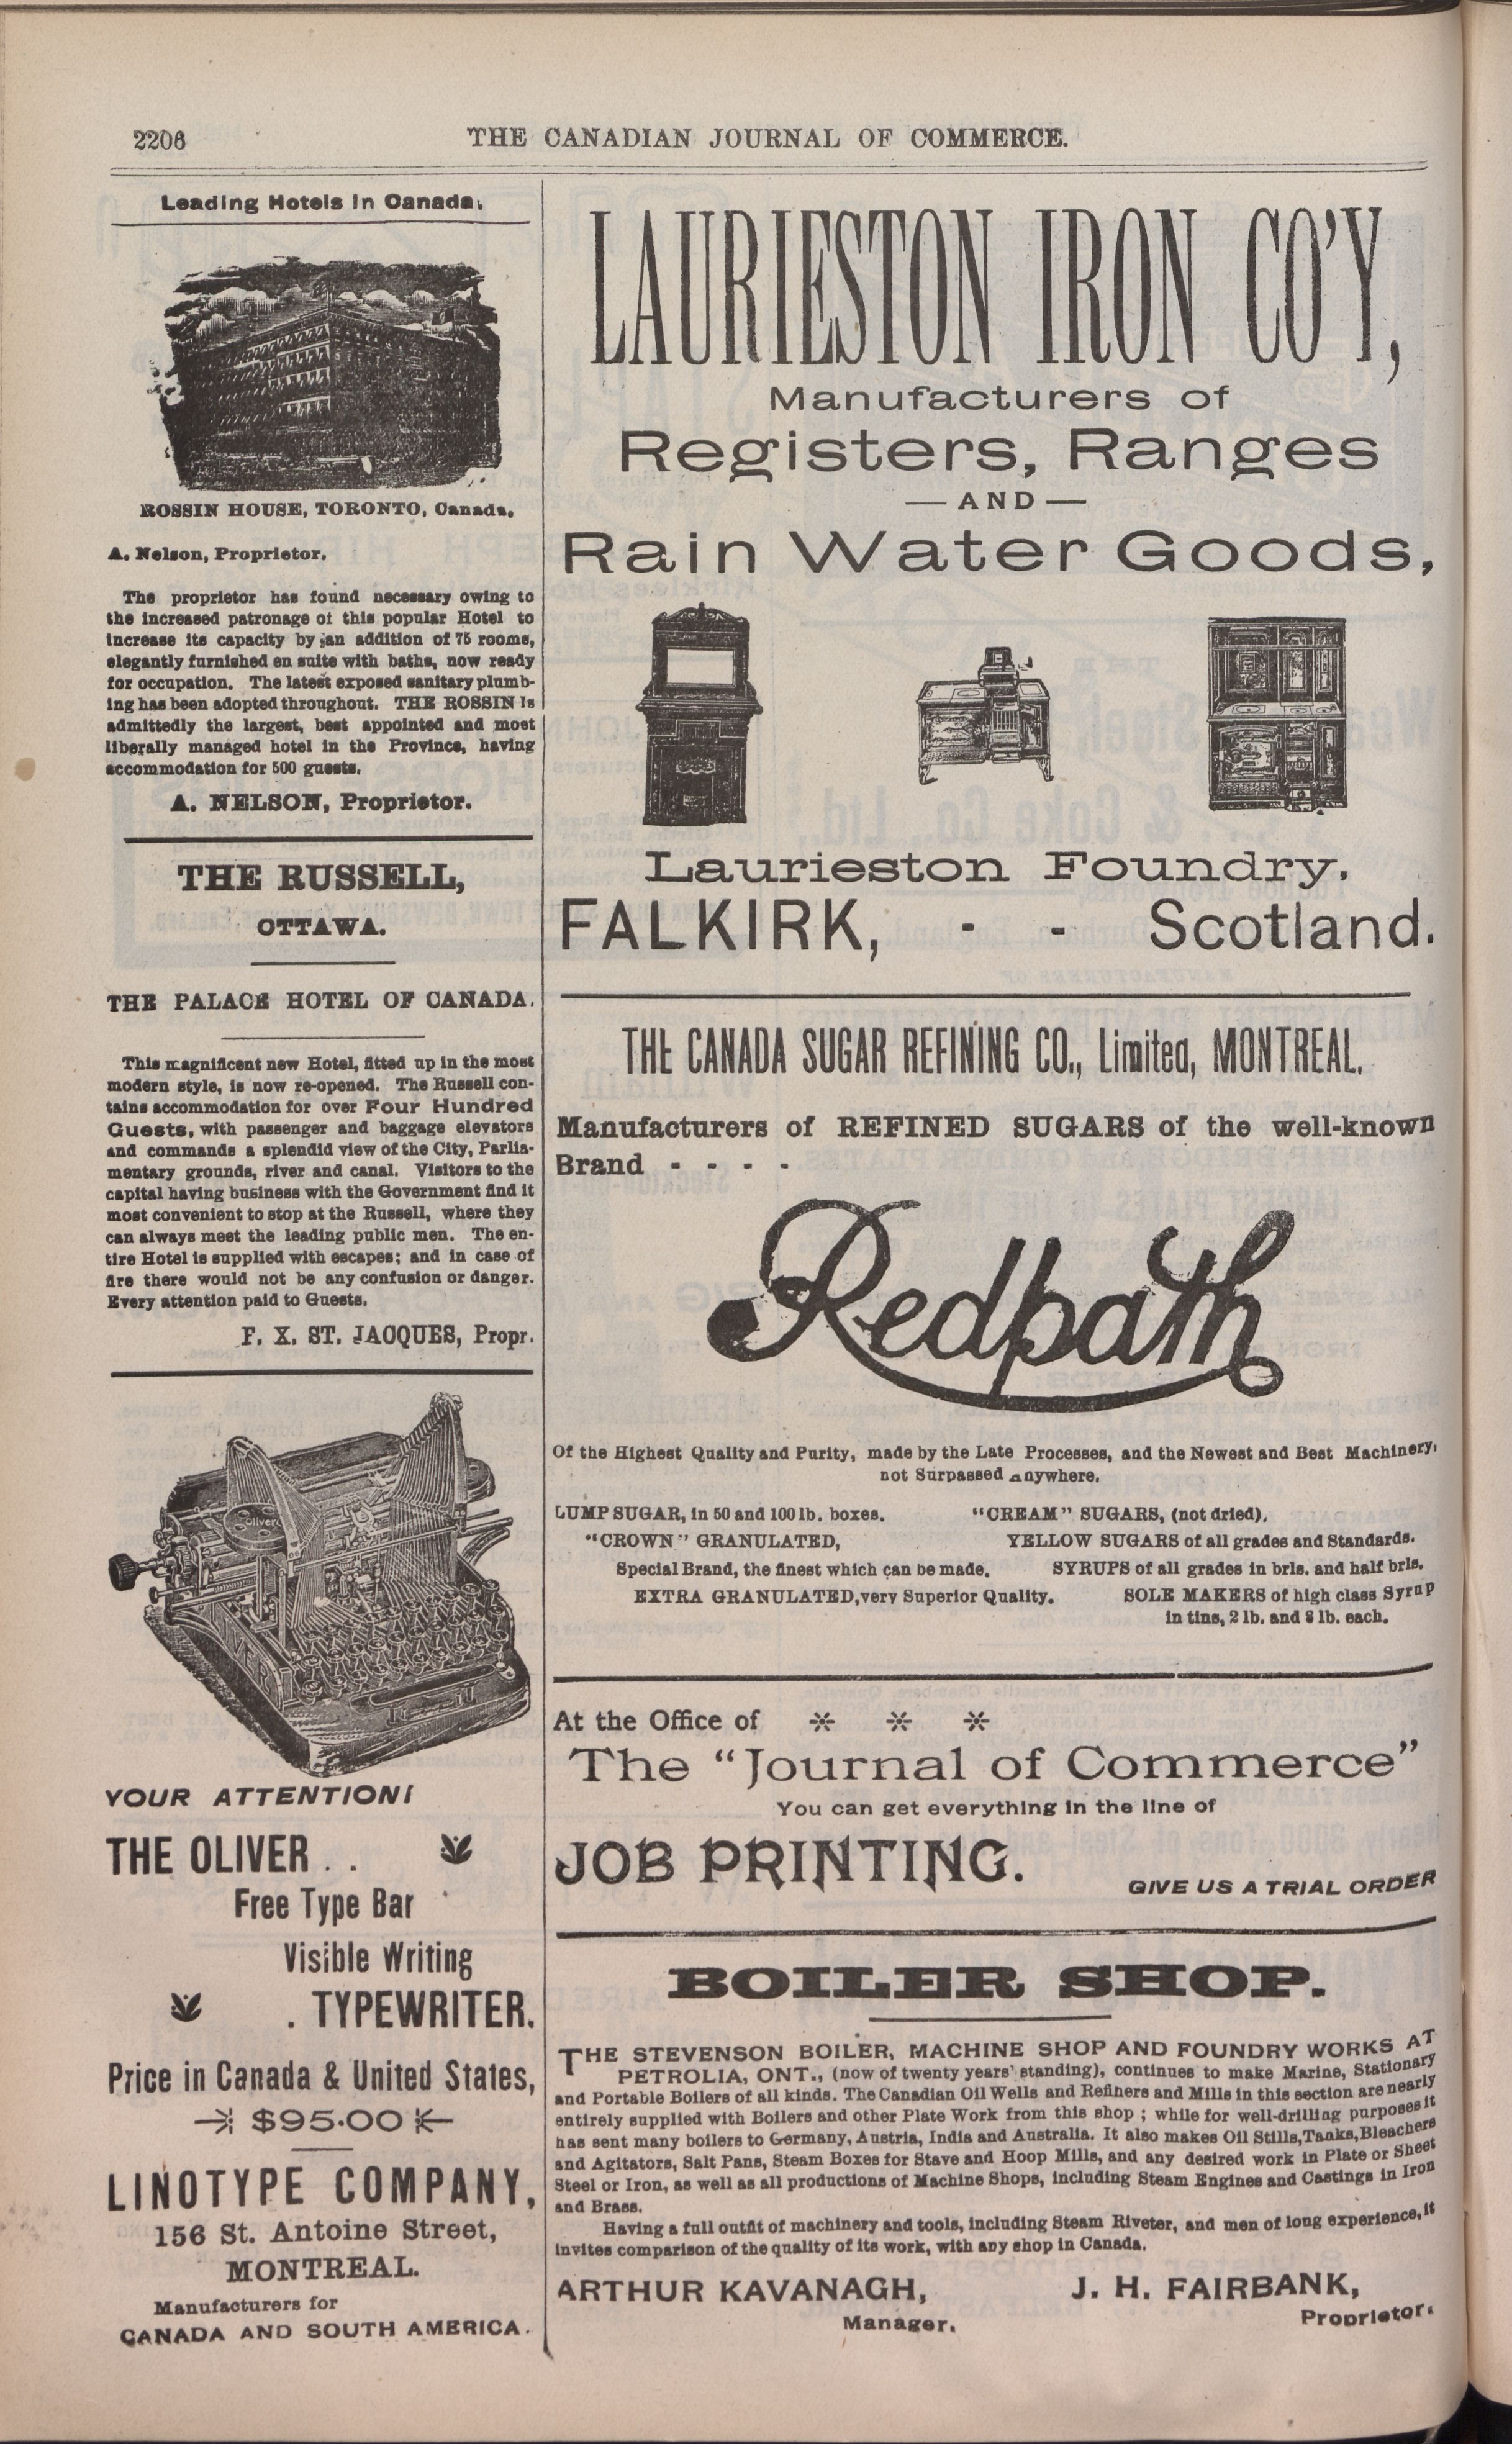 2206
THE CANADIAN JOURNAL OF COMMERCE.
Leading Hotels in Canada.
ROSSIN HOUSE, TORONTO, Canada.
A. Nelson, Proprietor.
The proprietor has found necessary owing to
the increased patronage of this popular Hotel to
increase its capacity by an addition of 75 rooms,
elegantly furnished en suite with baths, now ready
for occupation. The latest exposed sanitary plumb-
ing has been adopted throughout. THE ROSSIN is
admittedly the largest, best appointed and most
liberally managed hotel in the Province, having
accommodation for 500 guests.
A. NELSON, Proprietor.
THE RUSSELL,
OTTAWA.
THE PALACE HOTEL OF CANADA.
This magnificent new Hotel, fitted up in the most
modern style, is now re-opened. The Russell con-
tains accommodation for over Four Hundred
Guests, with passenger and baggage elevators
and commands a splendid view of the City, Parlia-
mentary grounds, river and canal. Visitors to the
capital having business with the Government find it
most convenient to stop at the Russell, where they
can always meet the leading public men. The en-
tire Hotel is supplied with escapes; and in case of
fire there would not be any confusion or danger.
Every attention paid to Guests.
F. X. ST. JACQUES, Propr.
Oliver
OLIVER
YOUR ATTENTION!
THE OLIVER . .
Free Type Bar
Visible Writing
. TYPEWRITER.
Price in Canada & United States,
$95.00
LINOTYPE COMPANY,
156 St. Antoine Street,
MONTREAL.
Manufacturers for
CANADA AND SOUTH AMERICA.
LAURIESTON IRON CO'Y,
Manufacturers of
Registers, Ranges
— AND —
Rain Water Goods,
Laurieston Foundry.
FALKIRK, - - Scotland.
THE CANADA SUGAR REFINING CO., Limited, MONTREAL.
Manufacturers of REFINED SUGARS of the well-known
Brand - - - -
Redpath
Of the Highest Quality and Purity, made by the Late Processes, and the Newest and Best Machinery,
not Surpassed Anywhere.
LUMP SUGAR, in 50 and 100 lb. boxes.
"CROWN" GRANULATED,
Special Brand, the finest which can be made.
EXTRA GRANULATED, very Superior Quality.
"CREAM" SUGARS, (not dried).
YELLOW SUGARS of all grades and Standards.
SYRUPS of all grades in brls. and half brls.
SOLE MAKERS of high class Syrup
in tins, 2 lb. and 8 lb. each.
At the Office of
The "Journal of Commerce"
You can get everything in the line of
JOB PRINTING.
GIVE US A TRIAL ORDER
BOILER SHOP.
THE STEVENSON BOILER, MACHINE SHOP AND FOUNDRY WORKS AT
PETROLIA, ONT., (now of twenty years' standing), continues to make Marine, Stationary
and Portable Boilers of all kinds. The Canadian Oil Wells and Refiners and Mills in this section are nearly
entirely supplied with Boilers and other Plate Work from this shop ; while for well-drilling purposes it
has sent many boilers to Germany, Austria, India and Australia. It also makes Oil Stills, Tanks, Bleachers
and Agitators, Salt Pans, Steam Boxes for Stave and Hoop Mills, and any desired work in Plate or Sheet
Steel or Iron, as well as all productions of Machine Shops, including Steam Engines and Castings in Iron
and Brass.
Having a full outfit of machinery and tools, including Steam Riveter, and men of long experience, it
invites comparison of the quality of its work, with any shop in Canada.
ARTHUR KAVANAGH,
Manager.
J. H. FAIRBANK,
Proprietor.